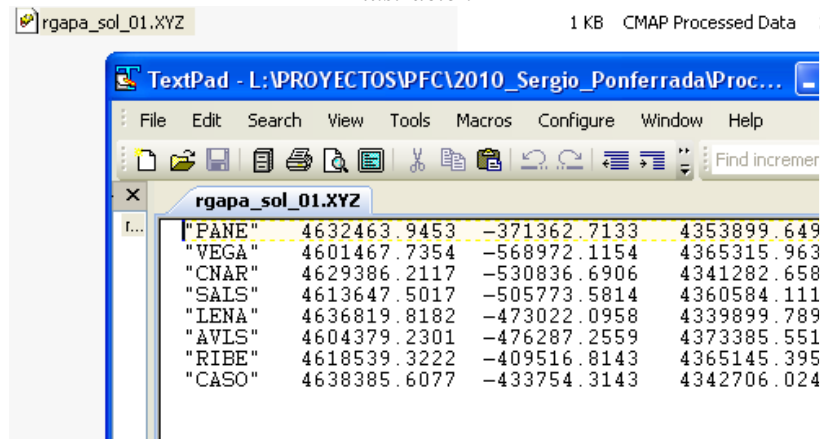 rgapa_sol_01.XYZ 1 KB CMAP Processed Data
TextPad - L:\PROYECTOS\PFC\2010_Sergio_Ponferrada\Proc...
File Edit Search View Tools Macros Configure Window Help
Find incremen
rgapa_sol_01.XYZ
r...
"PANE" 4632463.9453 -371362.7133 4353899.649
"VEGA" 4601467.7354 -568972.1154 4365315.963
"CNAR" 4629386.2117 -530836.6906 4341282.658
"SALS" 4613647.5017 -505773.5814 4360584.111
"LENA" 4636819.8182 -473022.0958 4339899.789
"AVLS" 4604379.2301 -476287.2559 4373385.551
"RIBE" 4618539.3222 -409516.8143 4365145.395
"CASO" 4638385.6077 -433754.3143 4342706.024